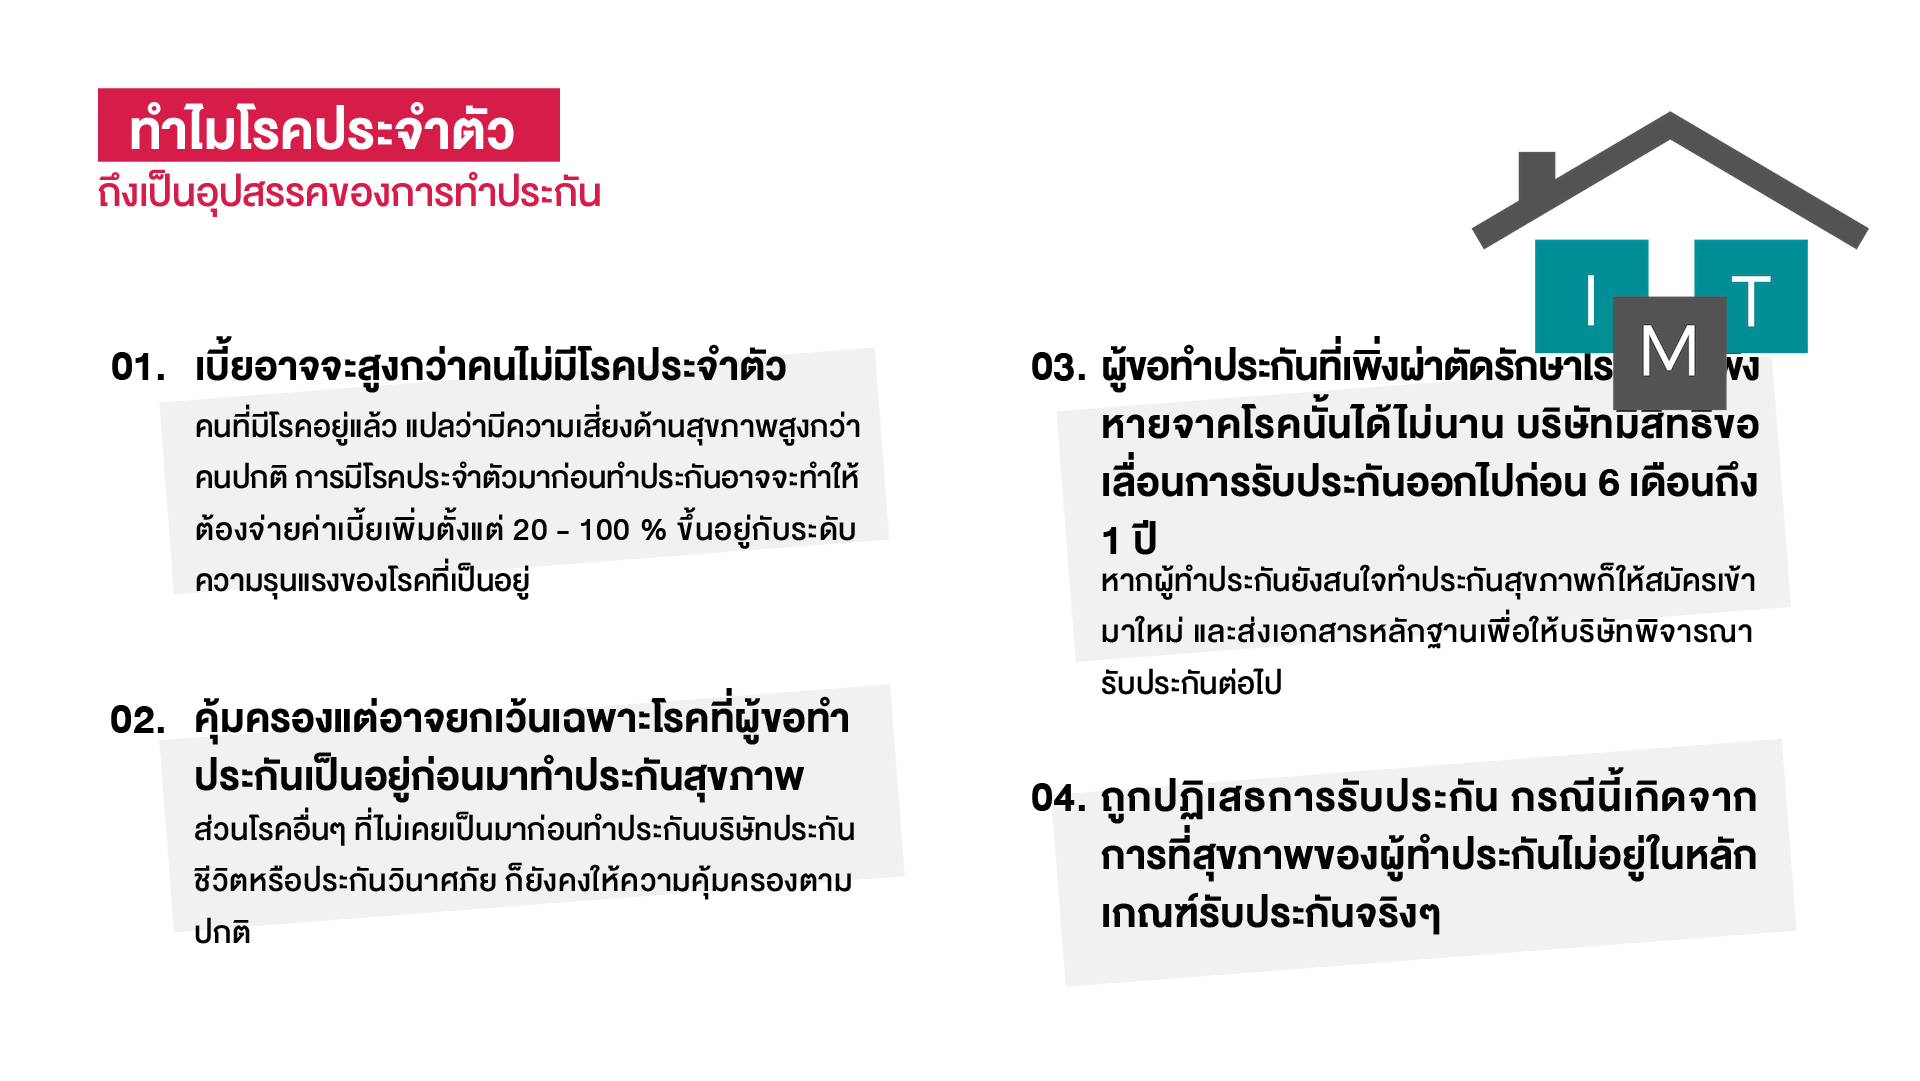 ทำไมโรคประจำตัว
ถึงเป็นอุปสรรคของการทำประกัน
I M T
01. เบี้ยอาจจะสูงกว่าคนไม่มีโรคประจำตัว
คนที่มีโรคอยู่แล้ว แปลว่ามีความเสี่ยงด้านสุขภาพสูงกว่า
คนปกติ การมีโรคประจำตัวมาก่อนทำประกันอาจจะทำให้
ต้องจ่ายค่าเบี้ยเพิ่มตั้งแต่ 20 - 100 % ขึ้นอยู่กับระดับ
ความรุนแรงของโรคที่เป็นอยู่
02. คุ้มครองแต่อาจยกเว้นเฉพาะโรคที่ผู้ขอทำ
ประกันเป็นอยู่ก่อนมาทำประกันสุขภาพ
ส่วนโรคอื่นๆ ที่ไม่เคยเป็นมาก่อนทำประกันบริษัทประกัน
ชีวิตหรือประกันวินาศภัย ก็ยังคงให้ความคุ้มครองตาม
ปกติ
03. ผู้ขอทำประกันที่เพิ่งผ่าตัดรักษา
หายจาคโรคนั้นได้ไม่นาน บริษัทมีสิทธิขอ
เลื่อนการรับประกันออกไปก่อน 6 เดือนถึง
1 ปี
หากผู้ทำประกันยังสนใจทำประกันสุขภาพก็ให้สมัครเข้า
มาใหม่ และส่งเอกสารหลักฐานเพื่อให้บริษัทพิจารณา
รับประกันต่อไป
04. ถูกปฏิเสธการรับประกัน กรณีนี้เกิดจาก
การที่สุขภาพของผู้ทำประกันไม่อยู่ในหลัก
เกณฑ์รับประกันจริงๆ